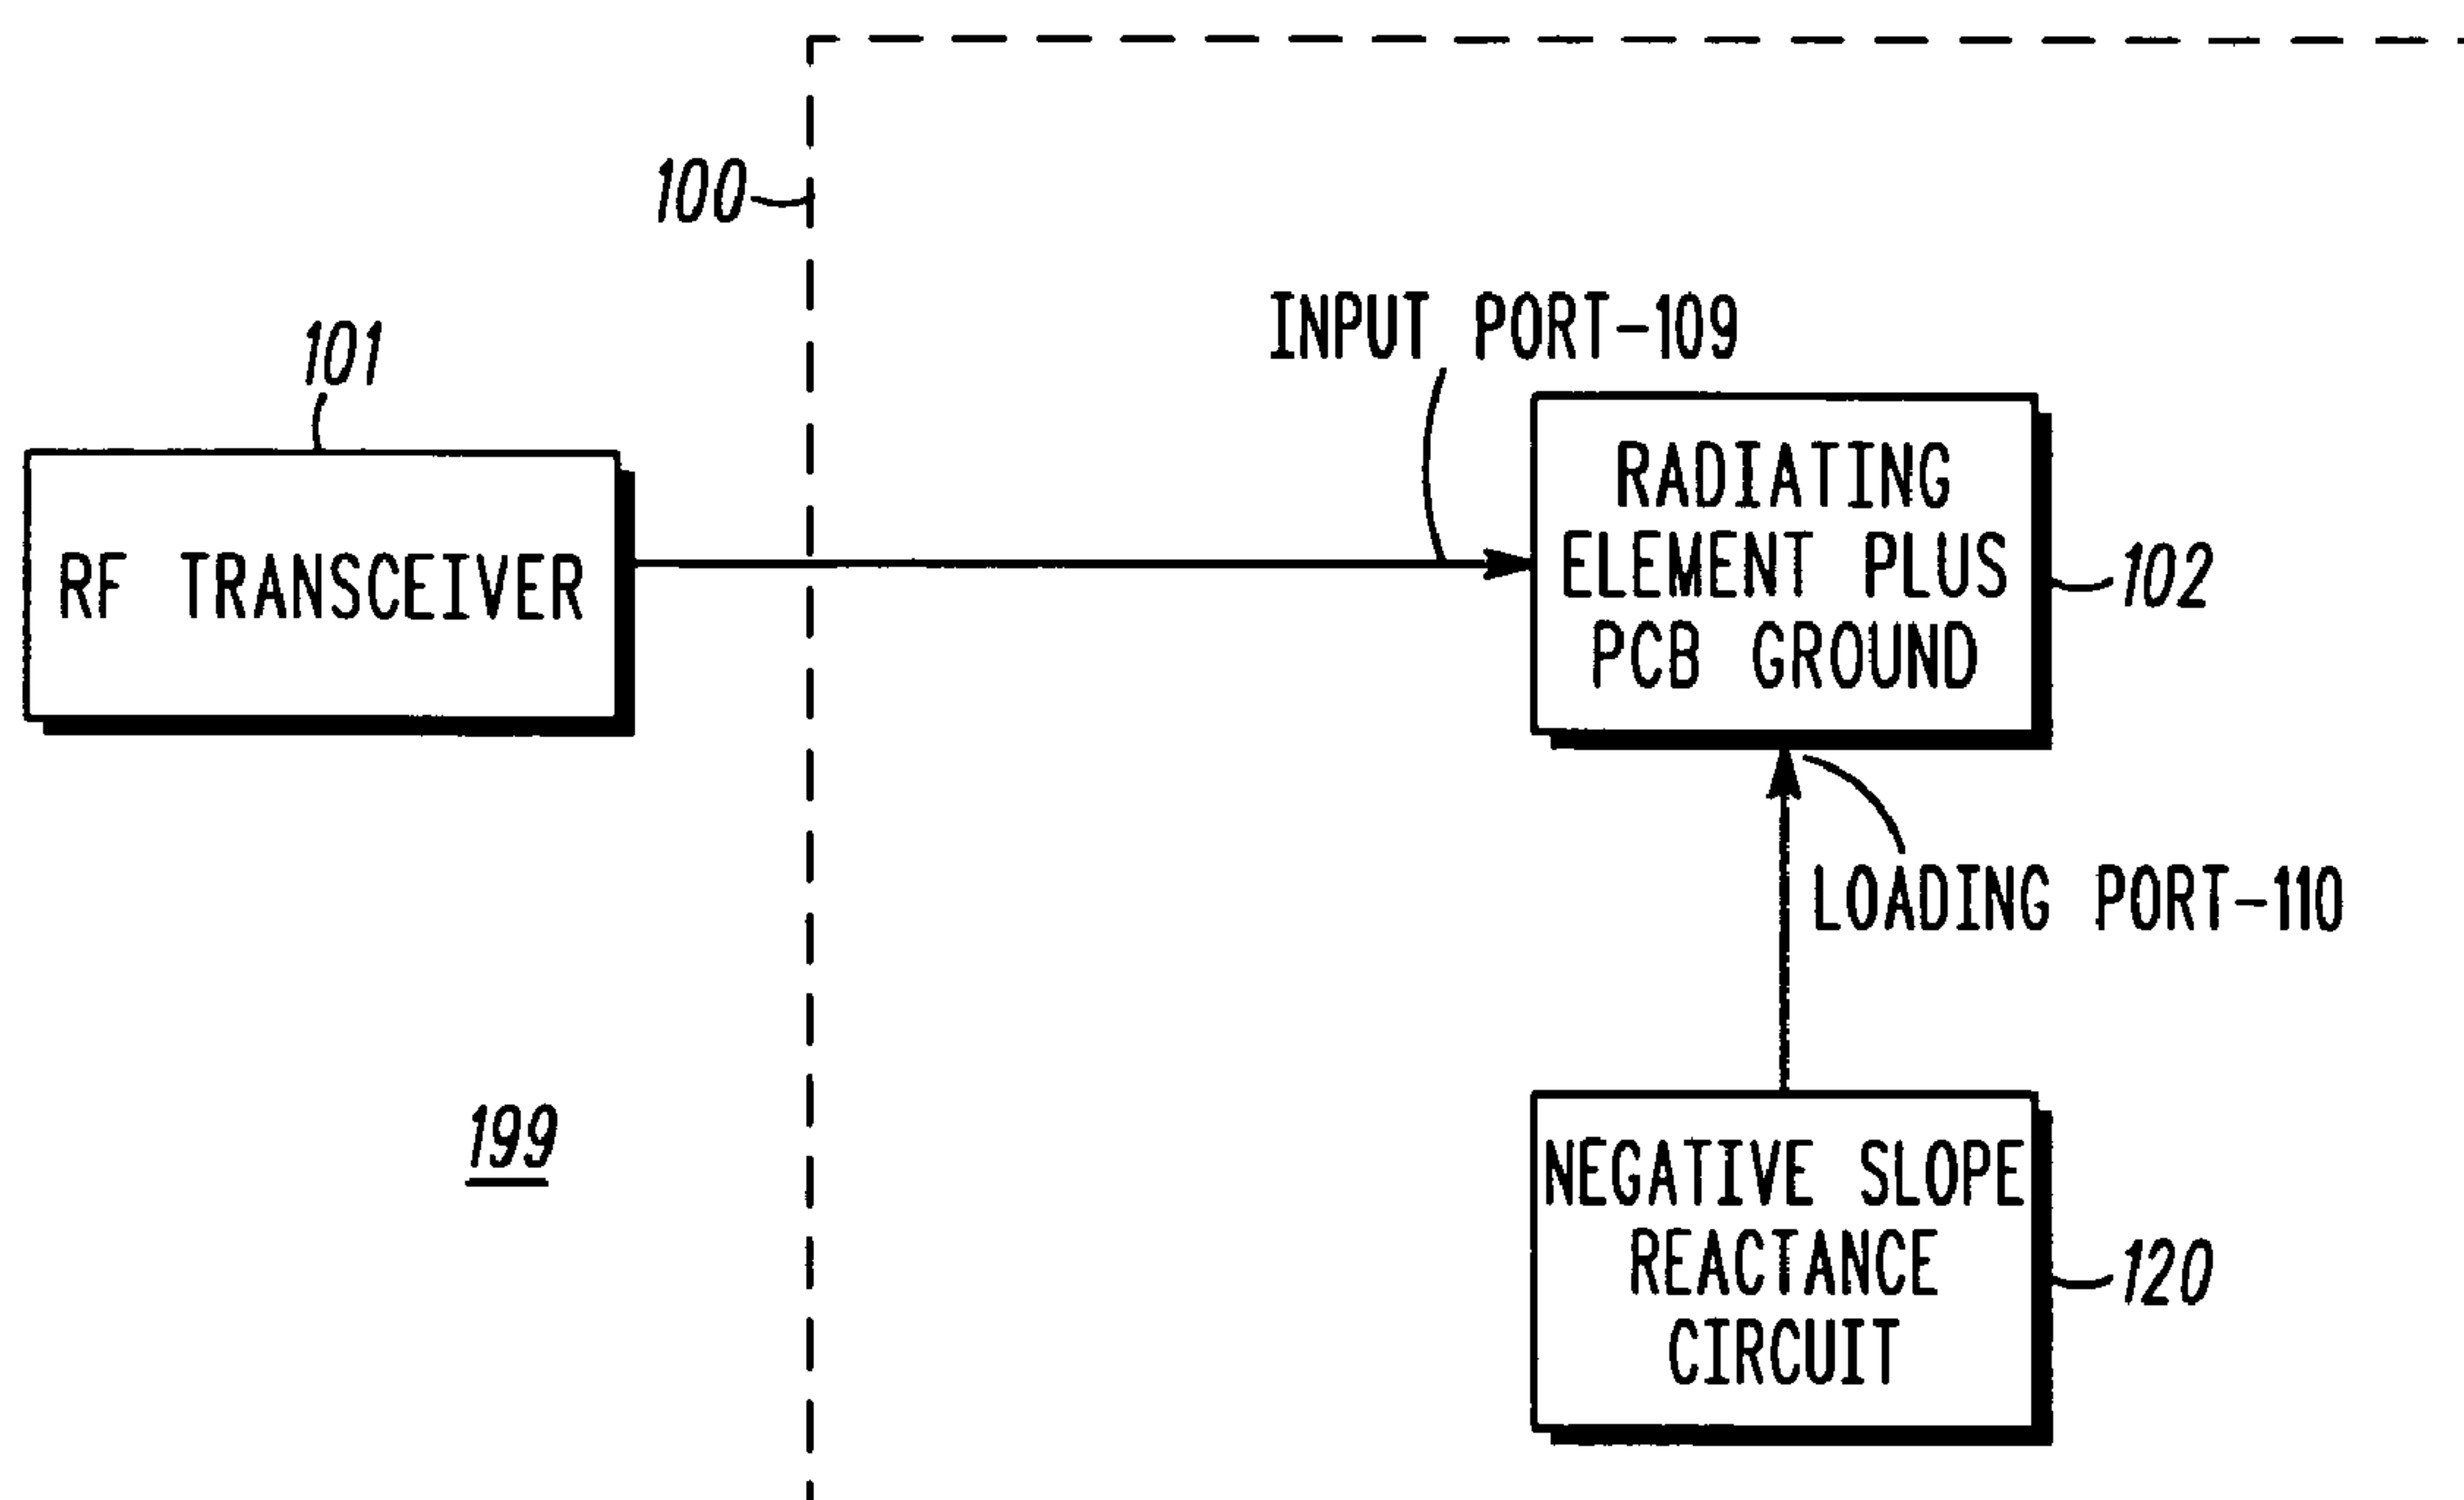 100
INPUT PORT-109
101
RADIATING
ELEMENT PLUS
PCB GROUND
RF TRANSCEIVER
102
LOADING PORT-110
199
NEGATIVE SLOPE
REACTANCE
CIRCUIT
120